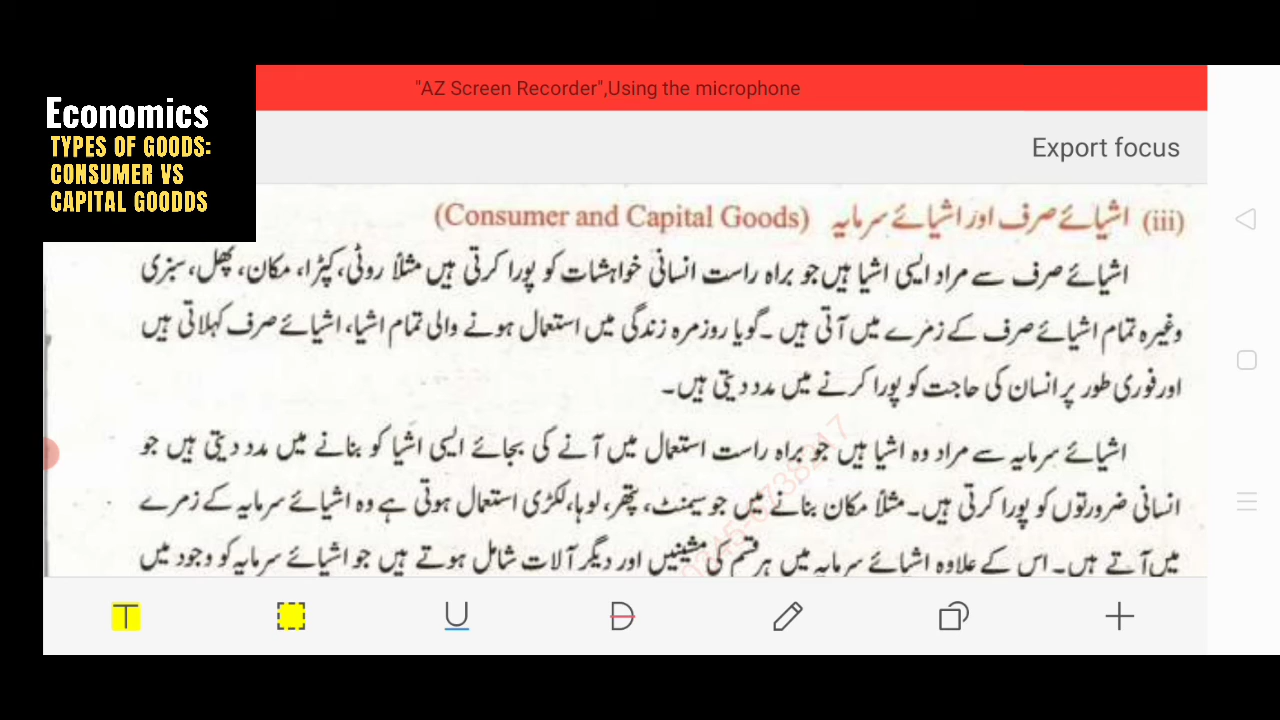 "AZ Screen Recorder",Using the microphone
Economics
TYPES OF GOODS:
CONSUMER VS
CAPITAL GOODDS
Export focus
(iii) اشیائے صرف اور اشیائے سرمایہ (Consumer and Capital Goods)
اشیائے صرف سے مراد ایسی اشیا ہیں جو براہ راست انسانی خواہشات کو پورا کرتی ہیں مثلاً روٹی، کپڑا، مکان، پھل، سبزی
وغیرہ تمام اشیائے صرف کے زمرے میں آتی ہیں ۔ گویا روزمرہ زندگی میں استعمال ہونے والی تمام اشیا، اشیائے صرف کہلاتی ہیں
اور فوری طور پر انسان کی حاجت کو پورا کرنے میں مدد دیتی ہیں۔
اشیائے سرمایہ سے مراد وہ اشیا ہیں جو براہ راست استعمال میں آنے کی بجائے ایسی اشیا کو بنانے میں مدد دیتی ہیں جو
انسانی ضرورتوں کو پورا کرتی ہیں۔ مثلاً مکان بنانے میں جو سیمنٹ، پتھر، لوہا، لکڑی استعمال ہوتی ہے وہ اشیائے سرمایہ کے زمرے
میں آتے ہیں۔ اس کے علاوہ اشیائے سرمایہ میں ہر قسم کی مشینیں اور دیگر آلات شامل ہوتے ہیں جو اشیائے سرمایہ کو وجود میں